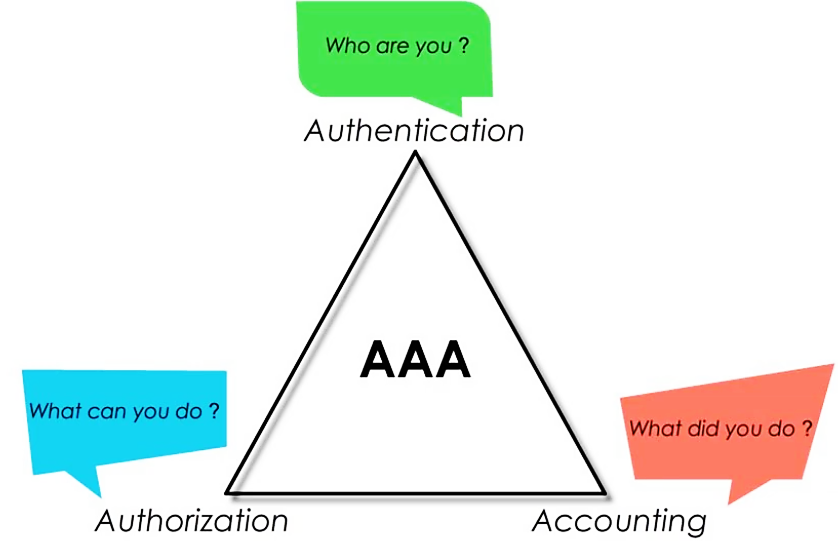 Who are you ?
Authentication
AAA
What can you do ?
What did you do ?
Authorization
Accounting